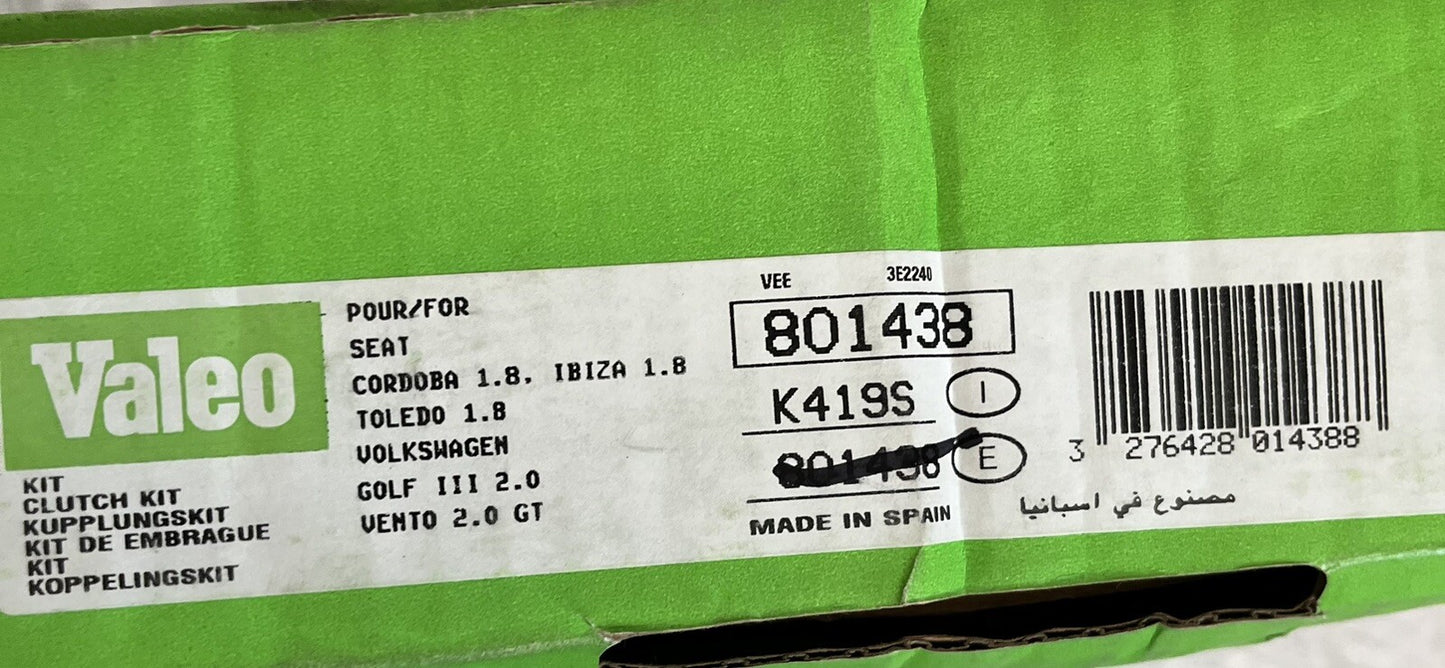 Valeo
KIT
CLUTCH KIT
KUPPLUNGSKIT
KIT DE EMBRAGUE
KIT
KOPPELINGSKIT
POUR/FOR
SEAT
CORDOBA 1.8, IBIZA 1.8
TOLEDO 1.8
VOLKSWAGEN
GOLF III 2.0
VENTO 2.0 GT
VEE 3E2240
801438
K419S I
801438 E
MADE IN SPAIN
3 276428 014388
مصنوع في اسبانيا